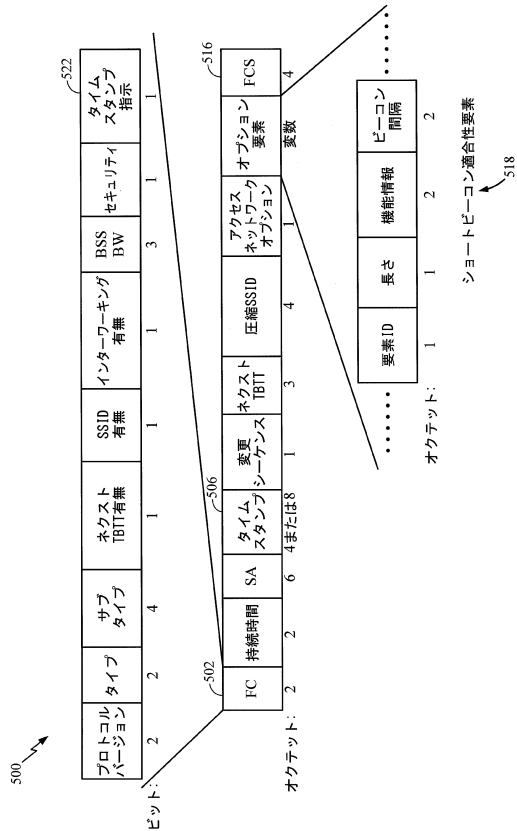 500
522
プロトコル
バージョン
タイプ
サブ
タイプ
ネクスト
TBTT有無
SSID
有無
インターワーキング
有無
BSS
BW
セキュリティ
タイム
スタンプ
指示
ビット:
2
2
4
1
1
1
3
1
1
502
506
516
FC
持続時間
SA
タイム
スタンプ
変更
シーケンス
ネクスト
TBTT
圧縮SSID
アクセス
ネットワーク
オプション
オプション
要素
FCS
オクテット:
2
2
6
4または8
1
3
4
1
変数
4
要素ID
長さ
機能情報
ビーコン
間隔
オクテット:
1
1
2
2
ショートビーコン適合性要素
518